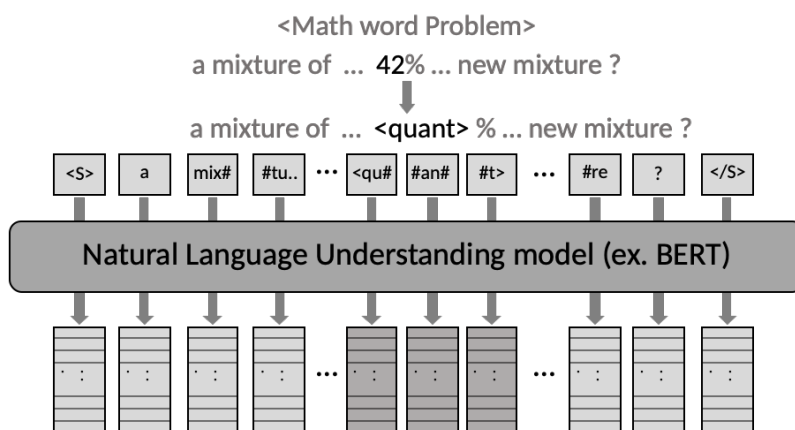 <Math word Problem>
a mixture of ... 42% ... new mixture ?
a mixture of ... <quant> % ... new mixture ?
<S> a mix# #tu.. ... <qu# #an# #t> ... #re ? </S>
Natural Language Understanding model (ex. BERT)
... ...